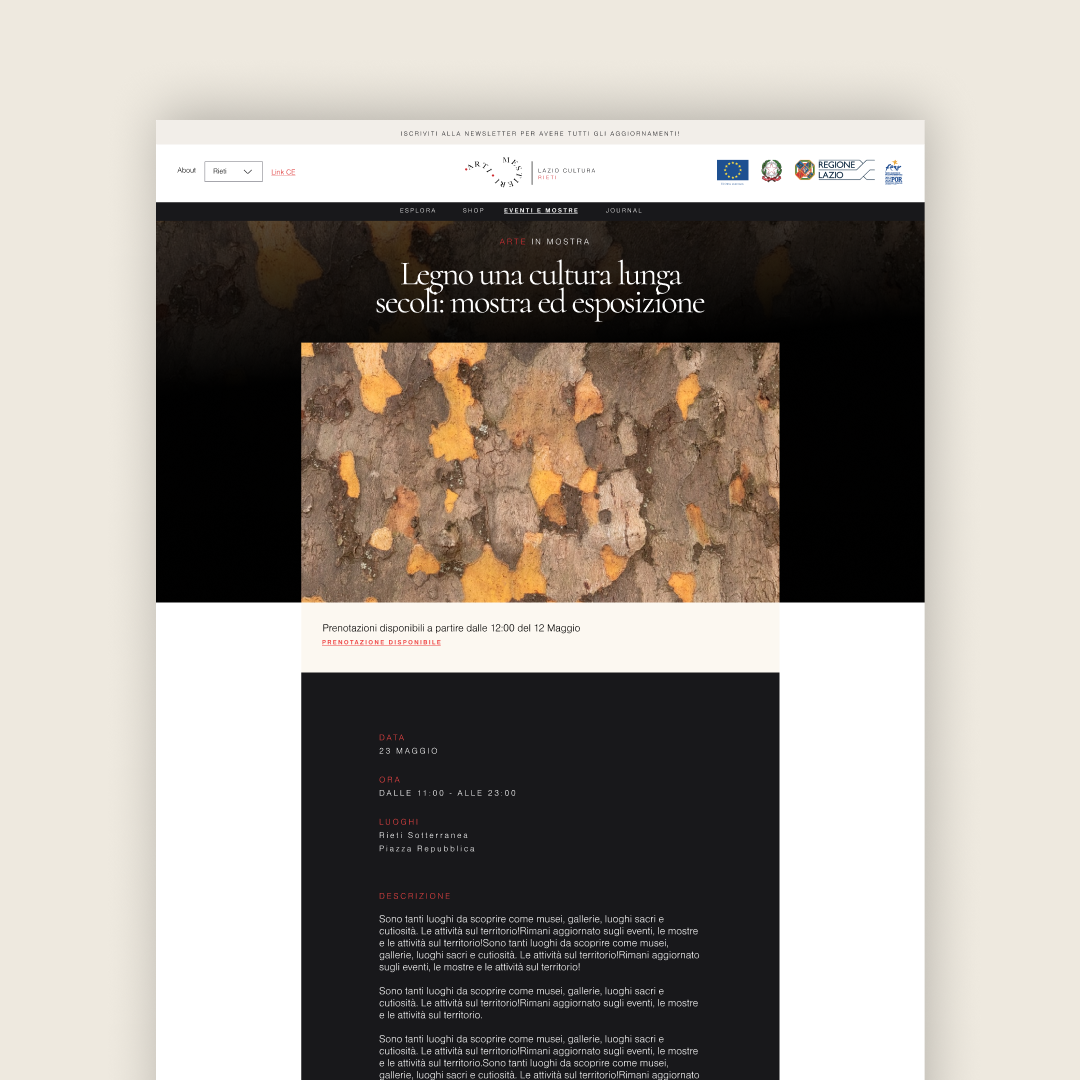 ISCRIVITI ALLA NEWSLETTER PER AVERE TUTTI GLI AGGIORNAMENTI!
About
Rieti
Link CE
ARTI MESTIERI
LAZIO CULTURA
RIETI
REGIONE
LAZIO
ESPLORA
SHOP
EVENTI E MOSTRE
JOURNAL
ARTE IN MOSTRA
Legno una cultura lunga
secoli: mostra ed esposizione
Prenotazioni disponibili a partire dalle 12:00 del 12 Maggio
PRENOTAZIONE DISPONIBILE
DATA
23 MAGGIO
ORA
DALLE 11:00 - ALLE 23:00
LUOGHI
Rieti Sotterranea
Piazza Repubblica
DESCRIZIONE
Sono tanti luoghi da scoprire come musei, gallerie, luoghi sacri e
cutiosità. Le attività sul territorio!Rimani aggiornato sugli eventi, le mostre
e le attività sul territorio!Sono tanti luoghi da scoprire come musei,
gallerie, luoghi sacri e cutiosità. Le attività sul territorio!Rimani aggiornato
sugli eventi, le mostre e le attività sul territorio!
Sono tanti luoghi da scoprire come musei, gallerie, luoghi sacri e
cutiosità. Le attività sul territorio!Rimani aggiornato sugli eventi, le mostre
e le attività sul territorio.
Sono tanti luoghi da scoprire come musei, gallerie, luoghi sacri e
cutiosità. Le attività sul territorio!Rimani aggiornato sugli eventi, le mostre
e le attività sul territorio.Sono tanti luoghi da scoprire come musei,
gallerie, luoghi sacri e cutiosità. Le attività sul territorio!Rimani aggiornato